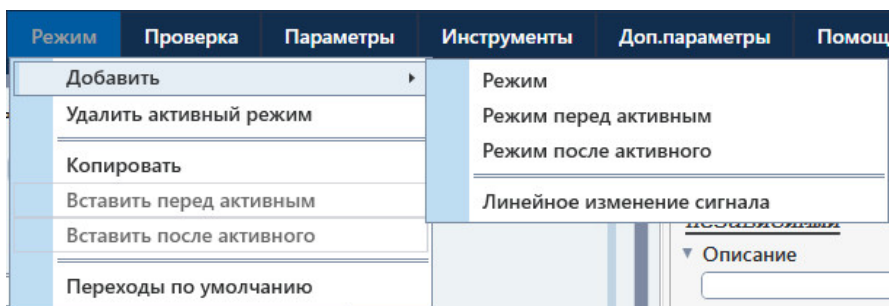 Режим Проверка Параметры Инструменты Доп.параметры
Добавить
Удалить активный режим
Копировать
Вставить перед активным
Вставить после активного
Переходы по умолчанию
Режим
Режим перед активным
Режим после активного
Линейное изменение сигнала
Описание